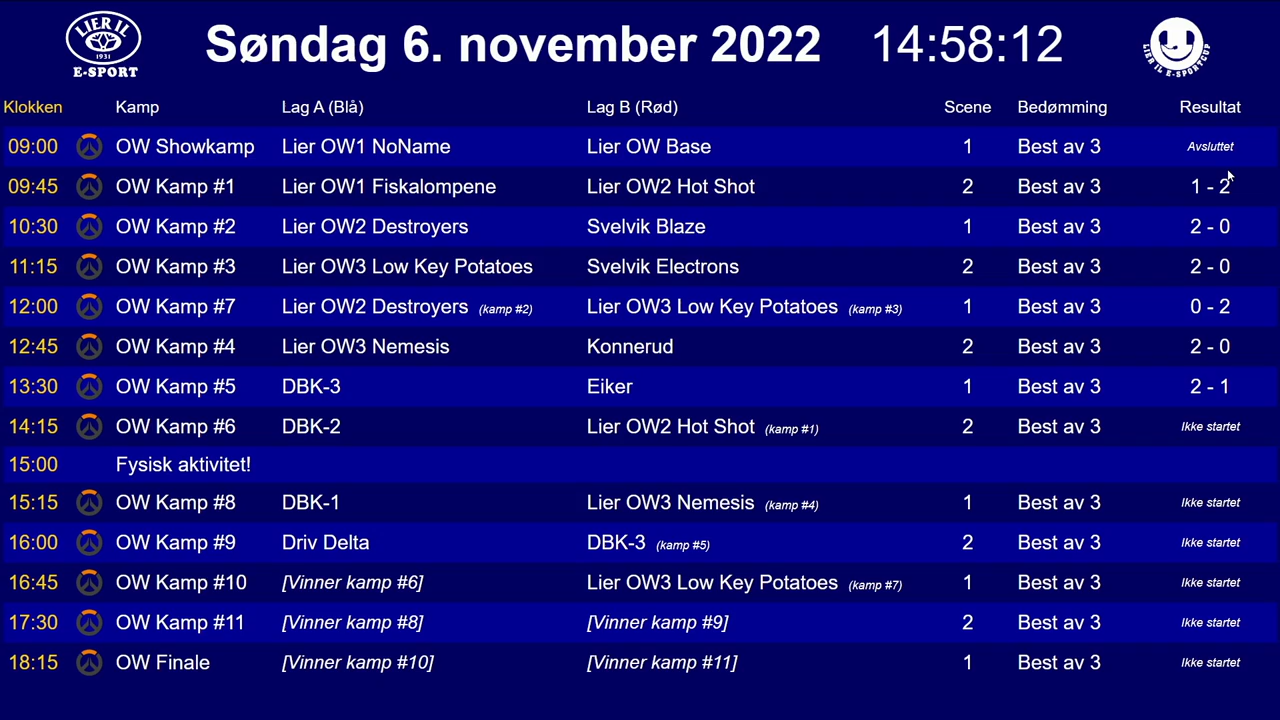 LIER IL
1931
E-SPORT
Søndag 6. november 2022 14:58:12
LIER IL E-SPORTCUP
Klokken Kamp Lag A (Blå) Lag B (Rød) Scene Bedømming Resultat
09:00 OW Showkamp Lier OW1 NoName Lier OW Base 1 Best av 3 Avsluttet
09:45 OW Kamp #1 Lier OW1 Fiskalompene Lier OW2 Hot Shot 2 Best av 3 1 - 2
10:30 OW Kamp #2 Lier OW2 Destroyers Svelvik Blaze 1 Best av 3 2 - 0
11:15 OW Kamp #3 Lier OW3 Low Key Potatoes Svelvik Electrons 2 Best av 3 2 - 0
12:00 OW Kamp #7 Lier OW2 Destroyers (kamp #2) Lier OW3 Low Key Potatoes (kamp #3) 1 Best av 3 0 - 2
12:45 OW Kamp #4 Lier OW3 Nemesis Konnerud 2 Best av 3 2 - 0
13:30 OW Kamp #5 DBK-3 Eiker 1 Best av 3 2 - 1
14:15 OW Kamp #6 DBK-2 Lier OW2 Hot Shot (kamp #1) 2 Best av 3 Ikke startet
15:00 Fysisk aktivitet!
15:15 OW Kamp #8 DBK-1 Lier OW3 Nemesis (kamp #4) 1 Best av 3 Ikke startet
16:00 OW Kamp #9 Driv Delta DBK-3 (kamp #5) 2 Best av 3 Ikke startet
16:45 OW Kamp #10 [Vinner kamp #6] Lier OW3 Low Key Potatoes (kamp #7) 1 Best av 3 Ikke startet
17:30 OW Kamp #11 [Vinner kamp #8] [Vinner kamp #9] 2 Best av 3 Ikke startet
18:15 OW Finale [Vinner kamp #10] [Vinner kamp #11] 1 Best av 3 Ikke startet